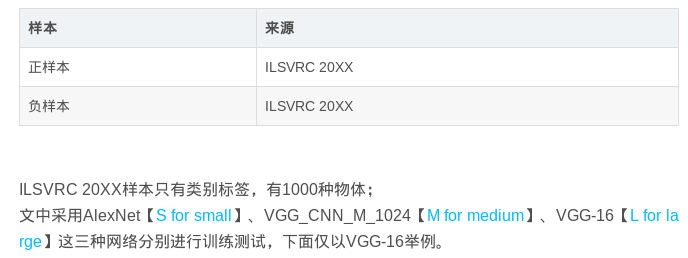 样本 来源
正样本 ILSVRC 20XX
负样本 ILSVRC 20XX
ILSVRC 20XX样本只有类别标签，有1000种物体；
文中采用AlexNet【S for small】、VGG_CNN_M_1024【M for medium】、VGG-16【L for la
rge】这三种网络分别进行训练测试，下面仅以VGG-16举例。